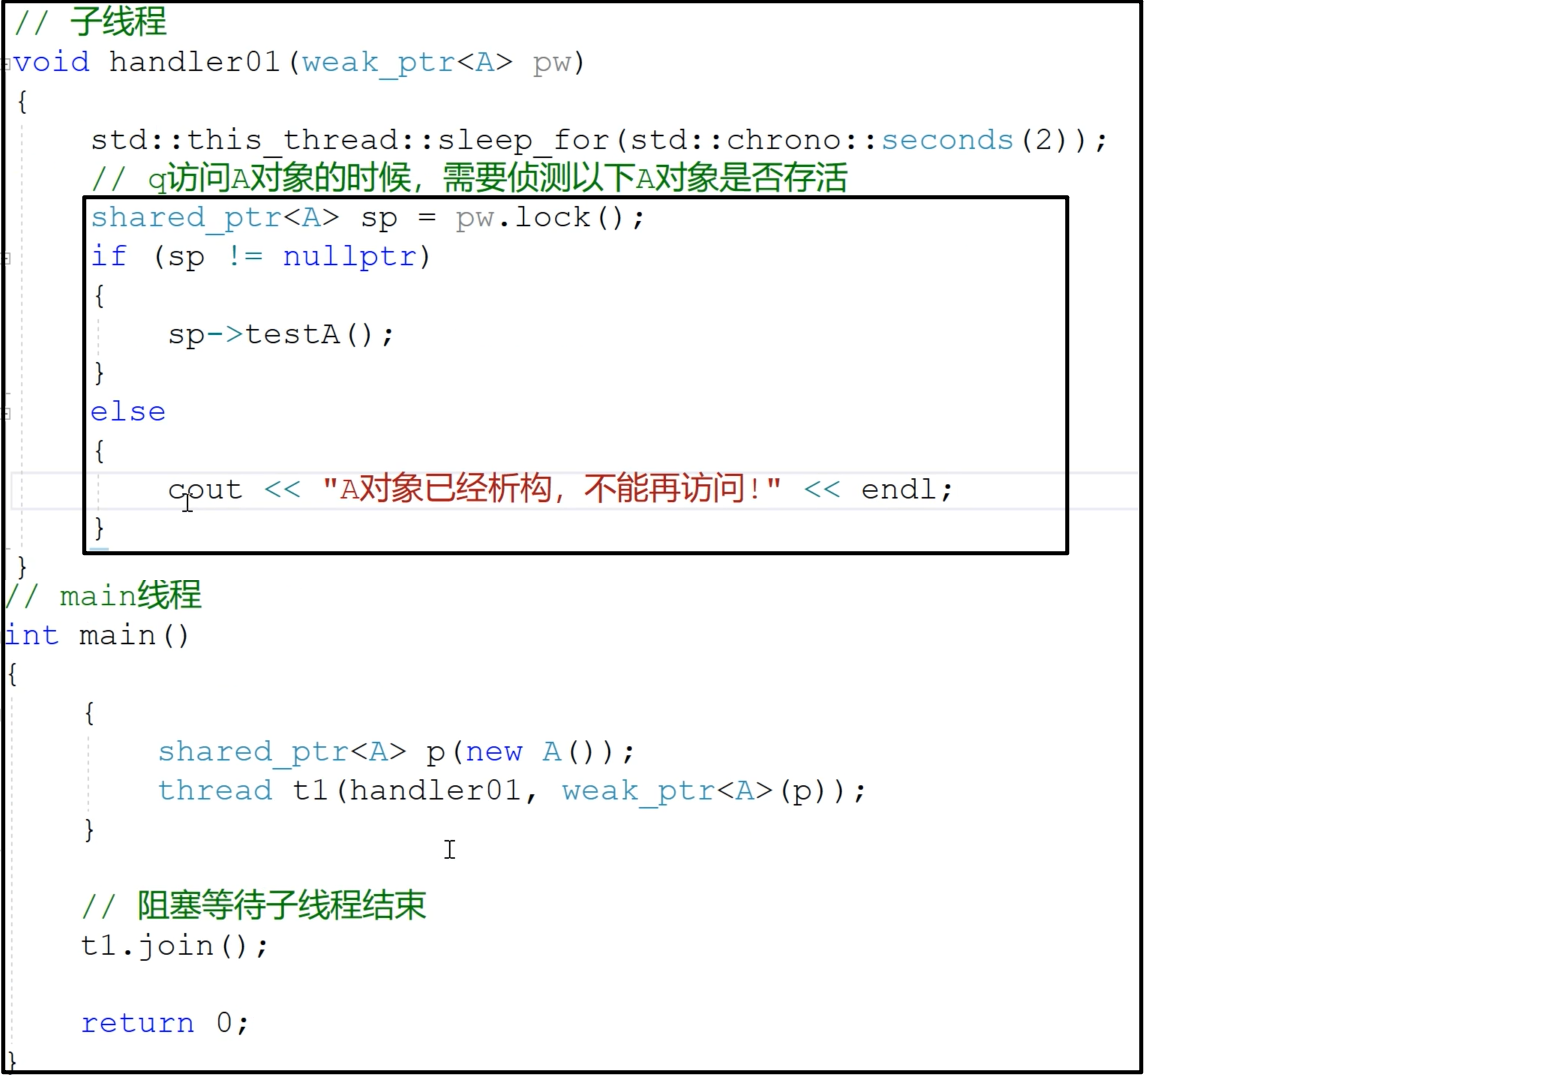 // 子线程
void handler01(weak_ptr<A> pw)
{
std::this_thread::sleep_for(std::chrono::seconds(2));
// q访问A对象的时候，需要侦测以下A对象是否存活
shared_ptr<A> sp = pw.lock();
if (sp != nullptr)
{
sp->testA();
}
else
{
cout << "A对象已经析构，不能再访问!" << endl;
}
}
// main线程
int main()
{
{
shared_ptr<A> p(new A());
thread t1(handler01, weak_ptr<A>(p));
}
// 阻塞等待子线程结束
t1.join();
return 0;
}